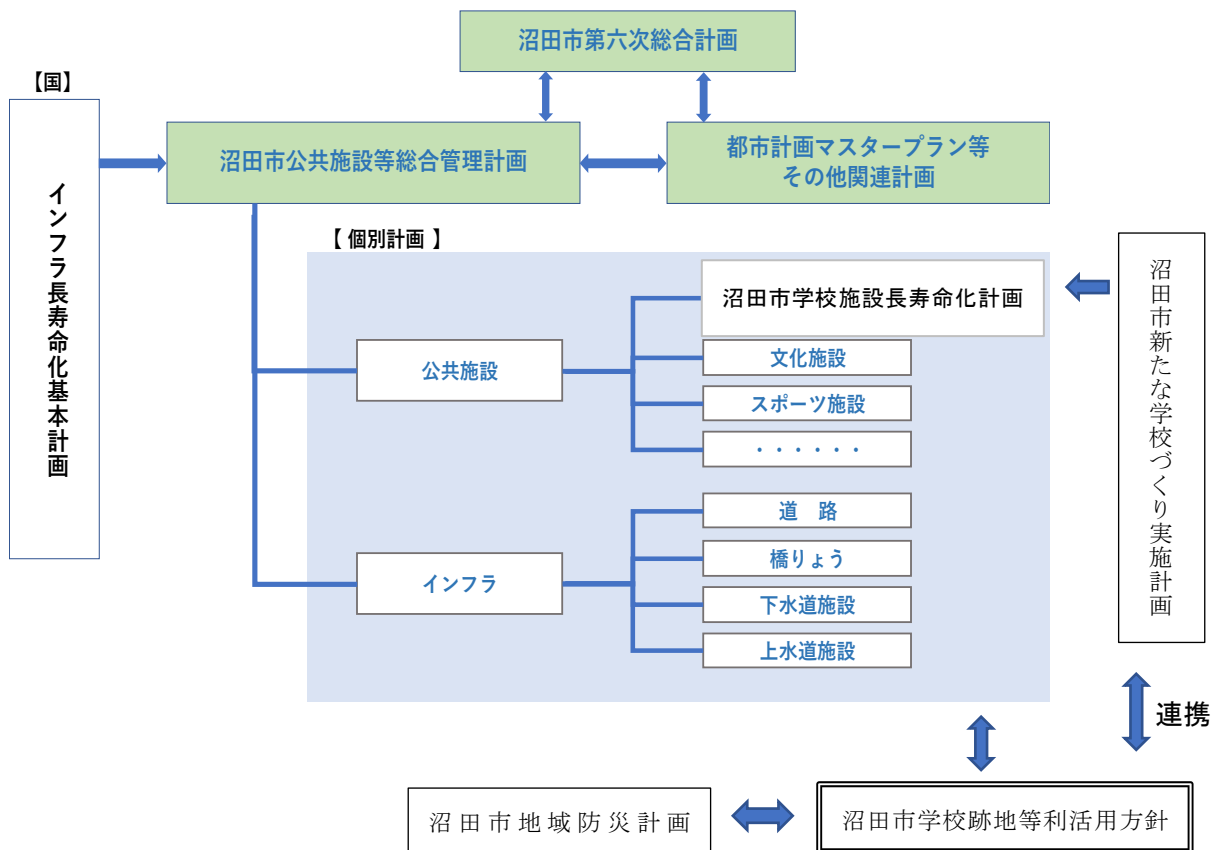 沼田市第六次総合計画
【国】
インフラ長寿命化基本計画
沼田市公共施設等総合管理計画
都市計画マスタープラン等
その他関連計画
【 個別計画 】
沼田市学校施設長寿命化計画
公共施設
文化施設
スポーツ施設
・・・・・・
道　路
橋りょう
インフラ
下水道施設
上水道施設
沼田市新たな学校づくり実施計画
連携
沼田市地域防災計画
沼田市学校跡地等利活用方針